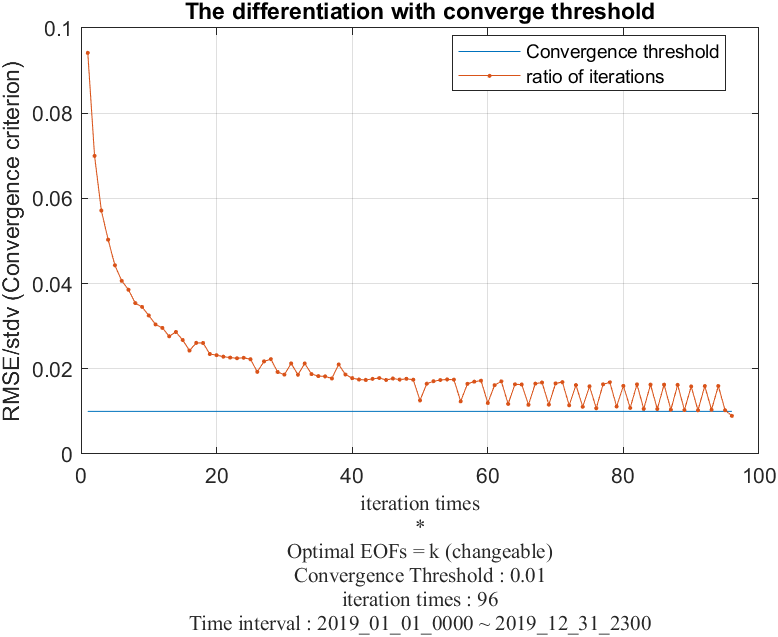 The differentiation with converge threshold
RMSE/stdv (Convergence criterion)
0.1
0.08
0.06
0.04
0.02
0
Convergence threshold
ratio of iterations
0
20
40
60
80
100
iteration times
*
Optimal EOFs = k (changeable)
Convergence Threshold : 0.01
iteration times : 96
Time interval : 2019_01_01_0000 ~ 2019_12_31_2300